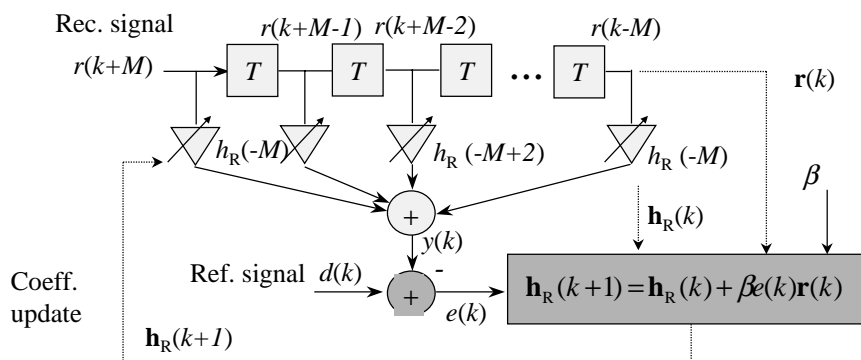 Rec. signal
r(k+M-1) r(k+M-2) r(k-M)
r(k+M) T T T ... T
r(k)
h_R(-M) h_R(-M+2) h_R(-M)
β
+
h_R(k)
y(k)
-
Coeff.
update
Ref. signal d(k) + e(k)
h_R(k+1) = h_R(k) + βe(k)r(k)
h_R(k+1)